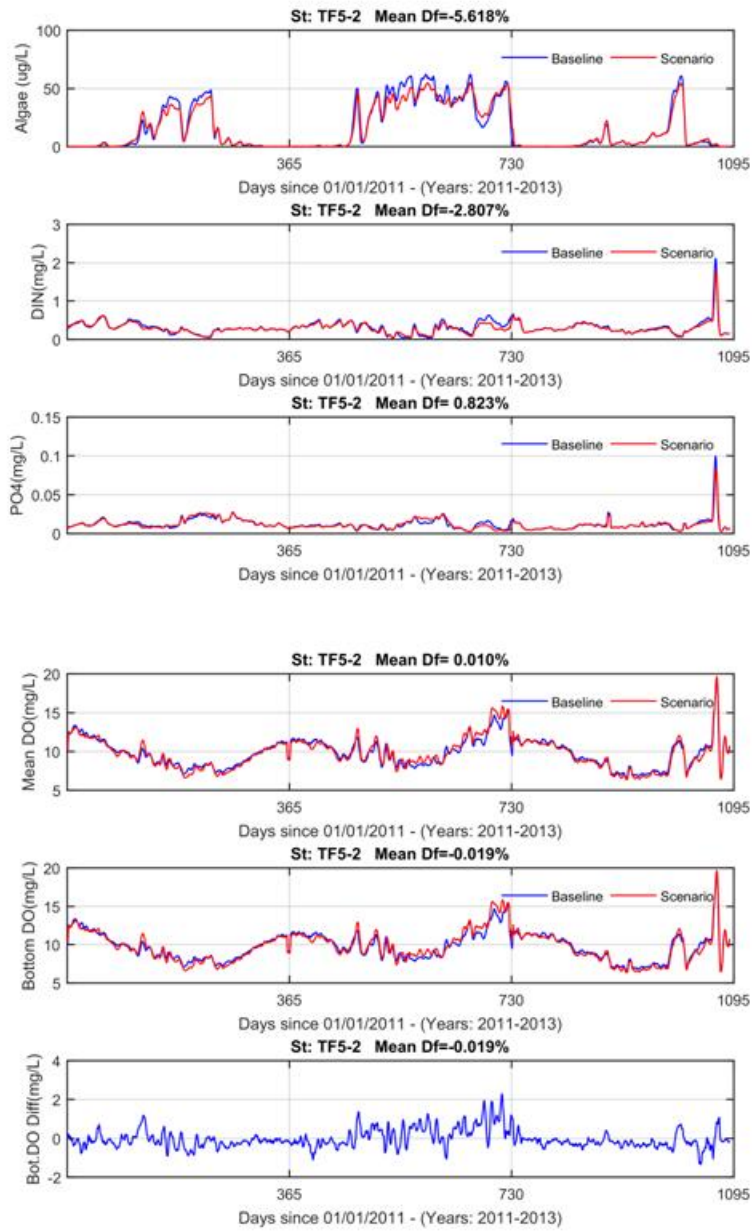 St: TF5-2 Mean Df=-5.618%
100
50
0
Algae (ug/L)
Baseline
Scenario
365
730
1095
Days since 01/01/2011 - (Years: 2011-2013)
St: TF5-2 Mean Df=-2.807%
3
2
1
0
DIN(mg/L)
Baseline
Scenario
365
730
1095
Days since 01/01/2011 - (Years: 2011-2013)
St: TF5-2 Mean Df= 0.823%
0.15
0.1
0.05
0
PO4(mg/L)
Baseline
Scenario
365
730
1095
Days since 01/01/2011 - (Years: 2011-2013)
St: TF5-2 Mean Df= 0.010%
20
15
10
5
Mean DO(mg/L)
Baseline
Scenario
365
730
1095
Days since 01/01/2011 - (Years: 2011-2013)
St: TF5-2 Mean Df=-0.019%
20
15
10
5
Bottom DO(mg/L)
Baseline
Scenario
365
730
1095
Days since 01/01/2011 - (Years: 2011-2013)
St: TF5-2 Mean Df=-0.019%
4
2
0
-2
Bot.DO Diff(mg/L)
365
730
1095
Days since 01/01/2011 - (Years: 2011-2013)